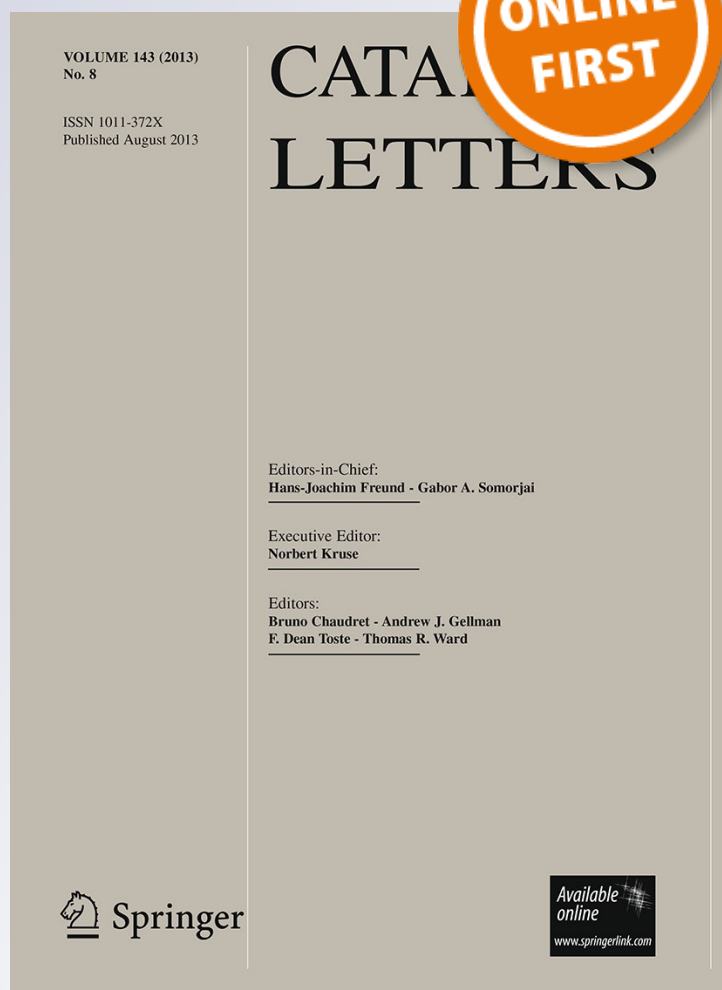 ONLINE
FIRST
VOLUME 143 (2013)
No. 8
ISSN 1011-372X
Published August 2013
CATAL
LETTERS
Editors-in-Chief:
Hans-Joachim Freund - Gabor A. Somorjai
Executive Editor:
Norbert Kruse
Editors:
Bruno Chaudret - Andrew J. Gellman
F. Dean Toste - Thomas R. Ward
Springer
Available
online
www.springerlink.com